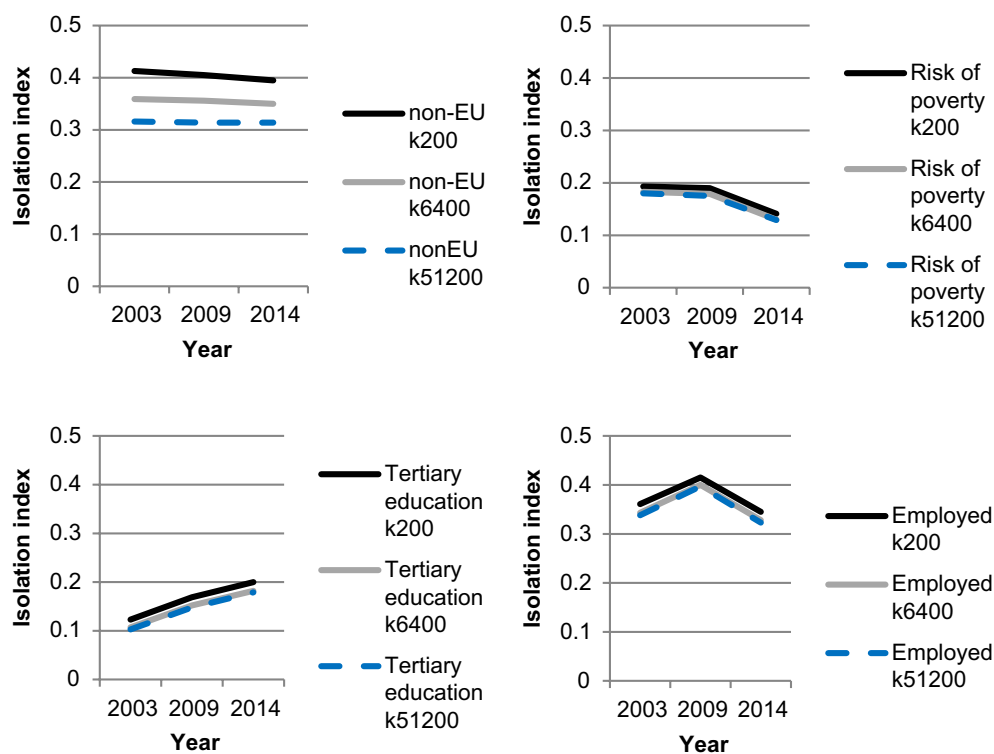 Isolation index
0.5
0.4
0.3
0.2
0.1
0
2003 2009 2014
Year
non-EU
k200
non-EU
k6400
nonEU
k51200
Isolation index
0.5
0.4
0.3
0.2
0.1
0
2003 2009 2014
Year
Risk of
poverty
k200
Risk of
poverty
k6400
Risk of
poverty
k51200
Isolation index
0.5
0.4
0.3
0.2
0.1
0
2003 2009 2014
Year
Tertiary
education
k200
Tertiary
education
k6400
Tertiary
education
k51200
Isolation index
0.5
0.4
0.3
0.2
0.1
0
2003 2009 2014
Year
Employed
k200
Employed
k6400
Employed
k51200